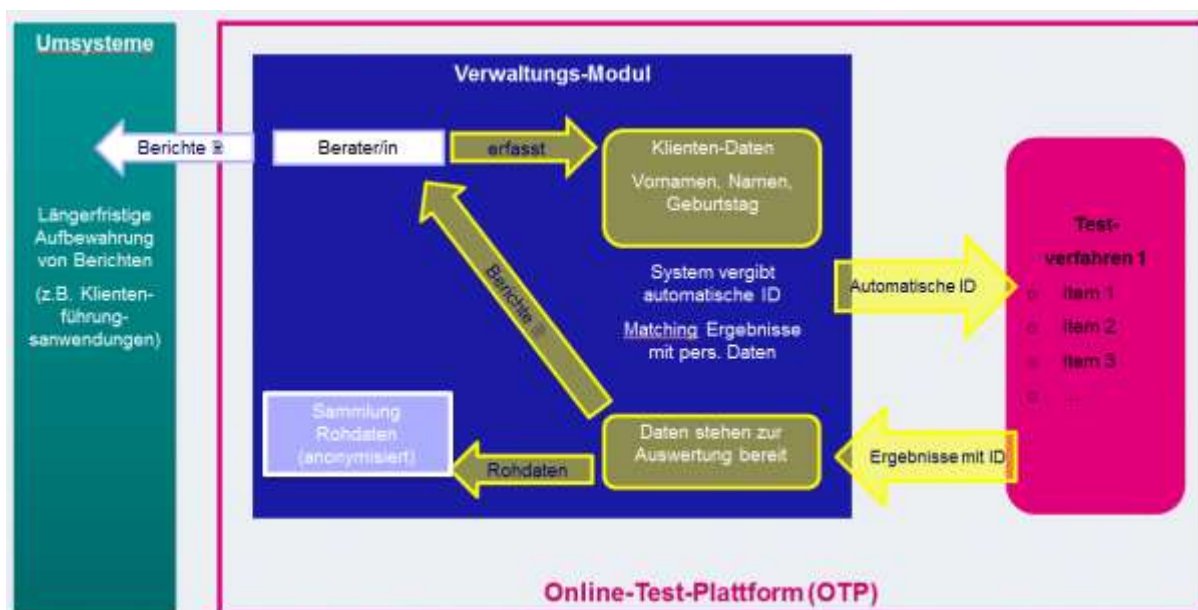 Umsysteme
Verwaltungs-Modul
Berichte
Berater/in
erfasst
Klienten-Daten
Vornamen, Namen,
Geburtstag
Längerfristige
Aufbewahrung
von Berichten
(z.B. Klienten-
führung-
sanwendungen)
Berichte
System vergibt
automatische ID
Matching Ergebnisse
mit pers. Daten
Automatische ID
Test-
verfahren 1
o Item 1
o Item 2
o Item 3
o …
Sammlung
Rohdaten
(anonymisiert)
Rohdaten
Daten stehen zur
Auswertung bereit
Ergebnisse mit ID
Online-Test-Plattform (OTP)